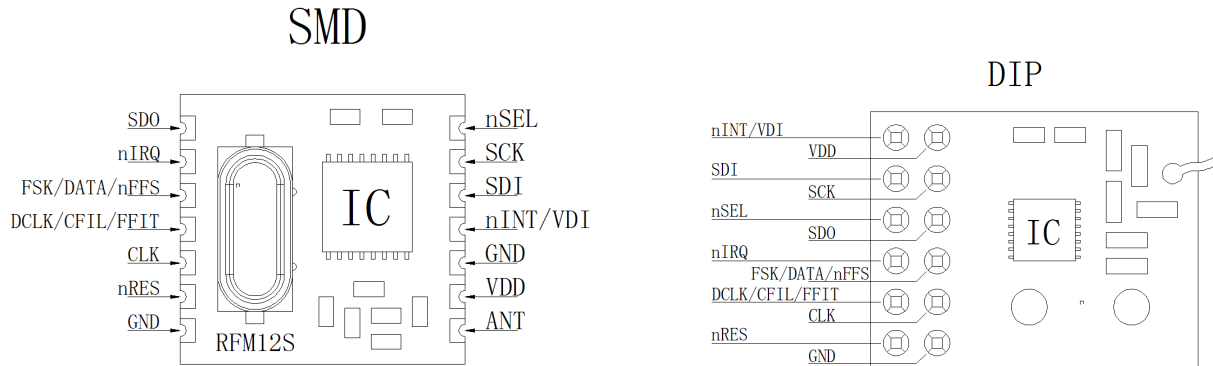 SMD
SDO
nIRQ
FSK/DATA/nFFS
DCLK/CFIL/FFIT
CLK
nRES
GND
IC
RFM12S
nSEL
SCK
SDI
nINT/VDI
GND
VDD
ANT
DIP
nINT/VDI
VDD
SDI
SCK
nSEL
SDO
nIRQ
FSK/DATA/nFFS
DCLK/CFIL/FFIT
CLK
nRES
GND
IC